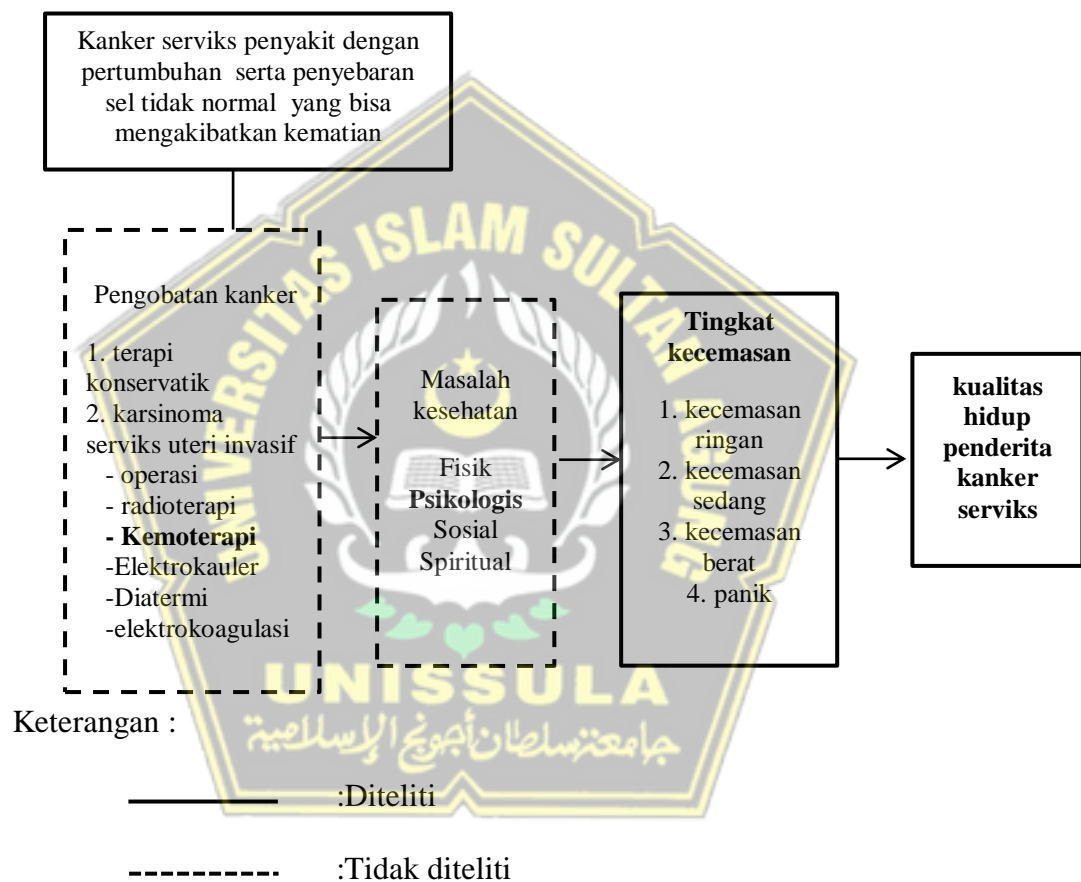 Kanker serviks penyakit dengan
pertumbuhan serta penyebaran
sel tidak normal yang bisa
mengakibatkan kematian
Pengobatan kanker
1. terapi
konservatik
2. karsinoma
serviks uteri invasif
- operasi
- radioterapi
- Kemoterapi
-Elektrokauler
-Diatermi
-elektrokoagulasi
Masalah
kesehatan
Fisik
Psikologis
Sosial
Spiritual
Tingkat
kecemasan
1. kecemasan
ringan
2. kecemasan
sedang
3. kecemasan
berat
4. panik
kualitas
hidup
penderita
kanker
serviks
UNIVERSITAS ISLAM SULTAN AGUNG
UNISSULA
جامعتنسلطان أجونج الإسلامية
Keterangan :
:Diteliti
:Tidak diteliti